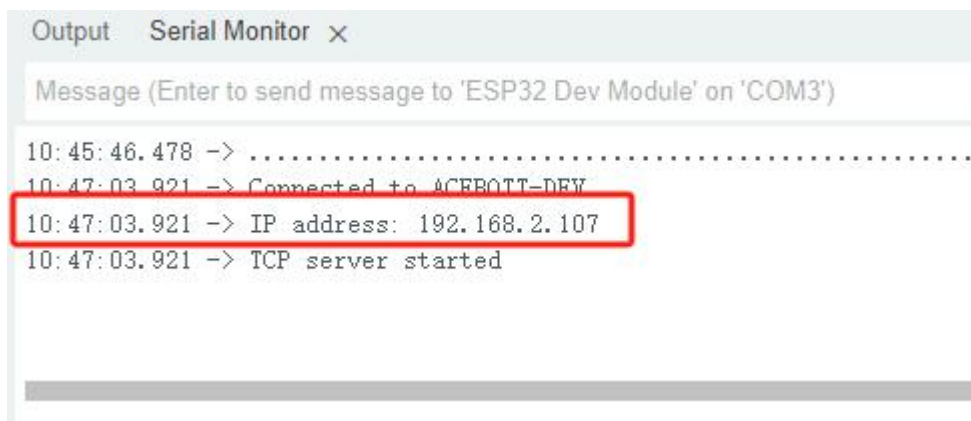 Output Serial Monitor ×
Message (Enter to send message to 'ESP32 Dev Module' on 'COM3')
10:45:46.478 -> ....................................................
10:47:03.921 -> Connected to ACEBOTT-DEV
10:47:03.921 -> IP address: 192.168.2.107
10:47:03.921 -> TCP server started